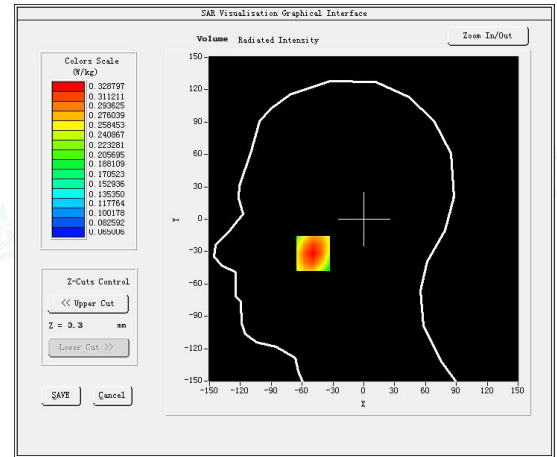 SAR Visualisation Graphical Interface
Volume Radiated Intensity
Zoom In/Out
Colors Scale
(W/kg)
0.328797
0.311211
0.293625
0.276039
0.258453
0.240867
0.223281
0.205695
0.188109
0.170523
0.152936
0.135350
0.117764
0.100178
0.082592
0.065006
Z-Cuts Control
<< Upper Cut
Z = 0.3 mm
Lower Cut >>
SAVE Cancel
150
120
90
60
30
0
-30
-60
-90
-120
-150
Y
-150 -120 -90 -60 -30 0 30 60 90 120 150
X